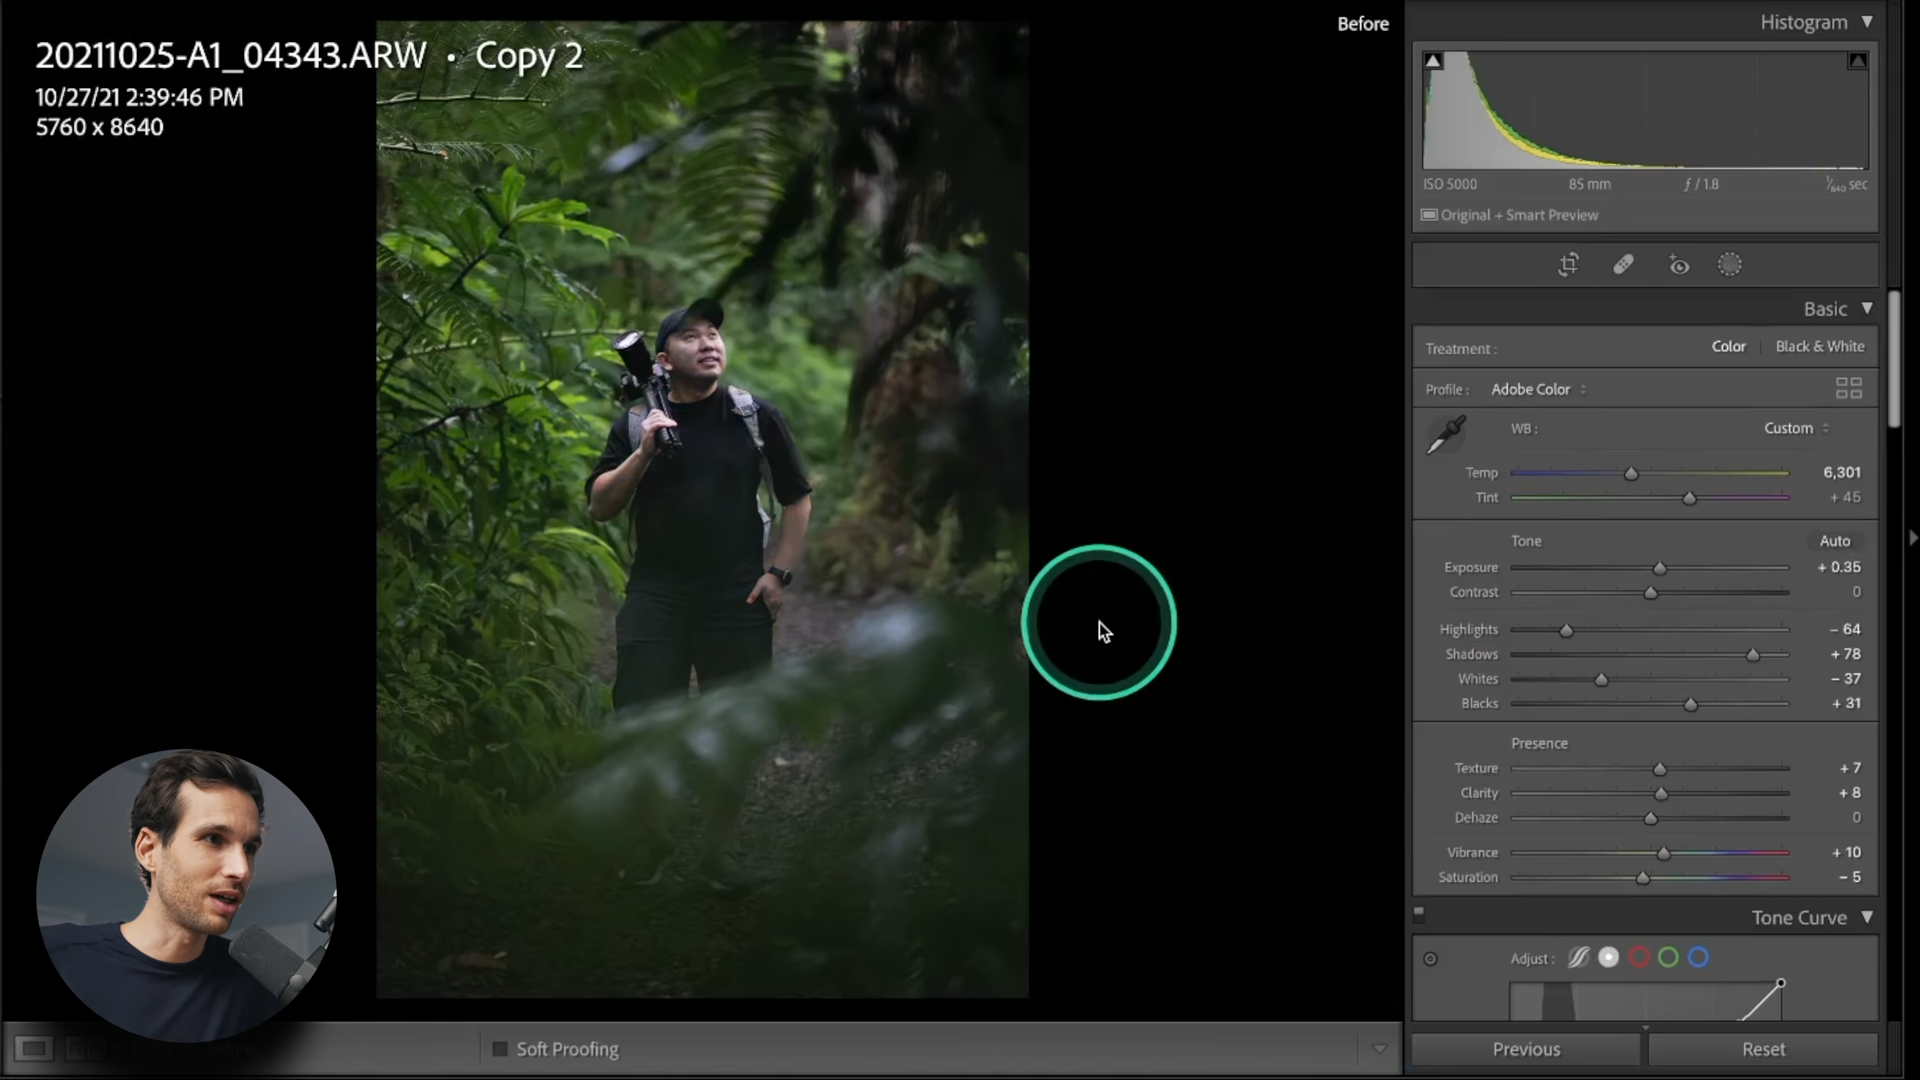 20211025-A1_04343.ARW • Copy 2
10/27/21 2:39:46 PM
5760 x 8640
Before
Histogram
ISO 5000 85 mm ƒ / 1.8 1/640 sec
Original + Smart Preview
Basic
Treatment : Color Black & White
Profile : Adobe Color
WB : Custom
Temp 6,301
Tint + 45
Tone Auto
Exposure + 0.35
Contrast 0
Highlights – 64
Shadows + 78
Whites – 37
Blacks + 31
Presence
Texture + 7
Clarity + 8
Dehaze 0
Vibrance + 10
Saturation – 5
Tone Curve
Adjust :
Soft Proofing
Previous Reset